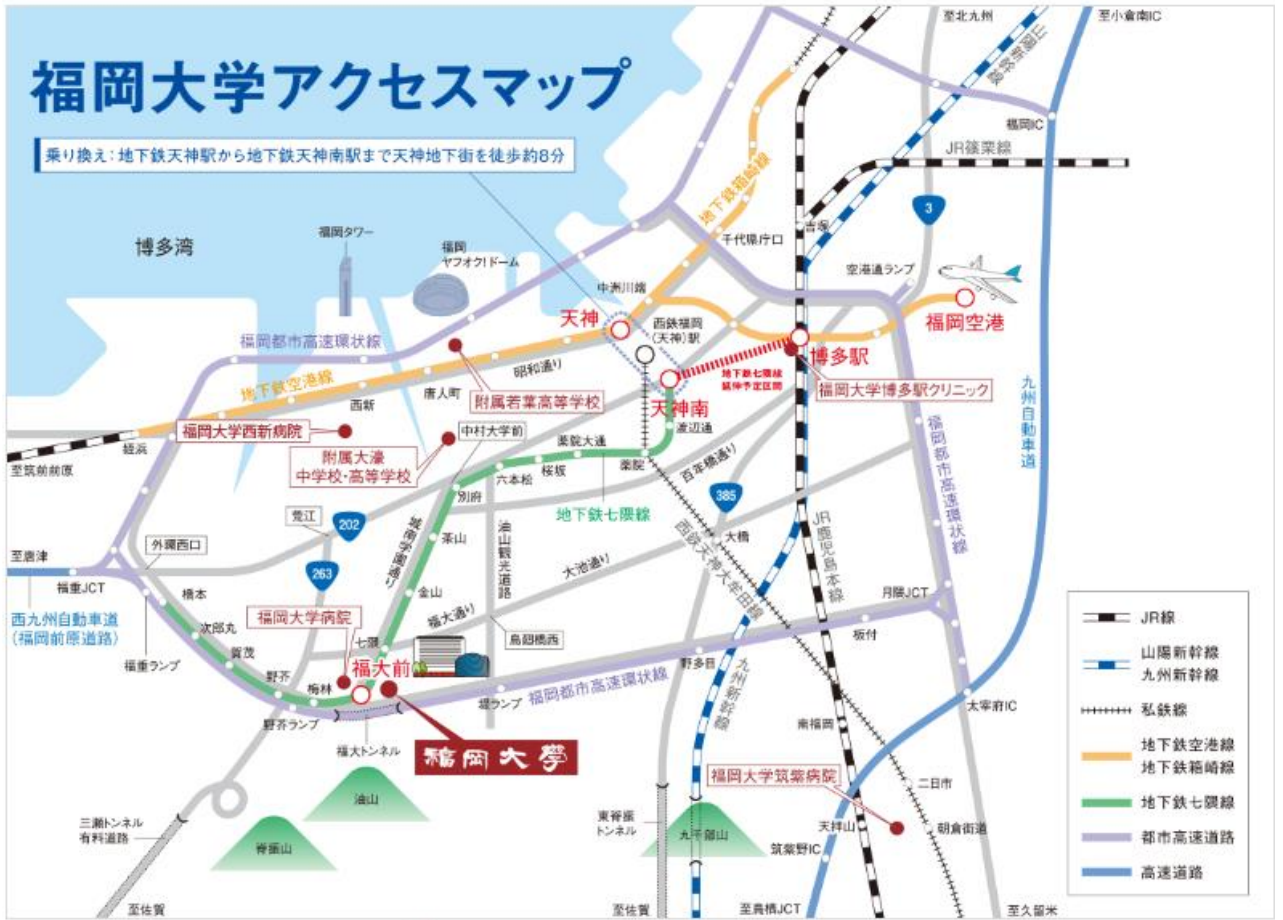 福岡大学アクセスマップ
乗り換え：地下鉄天神駅から地下鉄天神南駅まで天神地下街を徒歩約8分
至北九州
至小倉南IC
山陽新幹線
福岡IC
JR篠栗線
3
地下鉄箱崎線
千代県庁口
吉塚
空港通ランプ
福岡空港
博多湾
福岡タワー
福岡
ヤフオク!ドーム
中洲川端
天神
西鉄福岡
(天神)駅
博多駅
福岡大学博多駅クリニック
地下鉄七隈線
延伸予定区間
天神南
渡辺通
福岡都市高速環状線
地下鉄空港線
昭和通り
西新
唐人町
附属若葉高等学校
福岡大学西新病院
附属大濠
中学校・高等学校
中村大学前
姪浜
至筑前前原
薬院大通
桜坂
六本松
別府
薬院
百年橋通り
地下鉄七隈線
九州自動車道
福岡都市高速環状線
荒江
202
263
385
城南学園通り
茶山
金山
油山観光道路
大池通り
大橋
西鉄天神大牟田線
JR鹿児島本線
外環西口
至唐津
福重JCT
西九州自動車道
(福岡前原道路)
橋本
次郎丸
賀茂
福重ランプ
野芥
梅林
野芥ランプ
福岡大学病院
七隈
福大前
福大通り
島廻橋西
福大トンネル
福岡大學
堤ランプ
福岡都市高速環状線
野多目
板付
月隈JCT
九州新幹線
南福岡
太宰府IC
福岡大学筑紫病院
二日市
朝倉街道
天拝山
筑紫野IC
油山
脊振山
九千部山
三瀬トンネル
有料道路
東脊振
トンネル
至佐賀
至佐賀
至鳥栖JCT
至久留米
JR線
山陽新幹線
九州新幹線
私鉄線
地下鉄空港線
地下鉄箱崎線
地下鉄七隈線
都市高速道路
高速道路